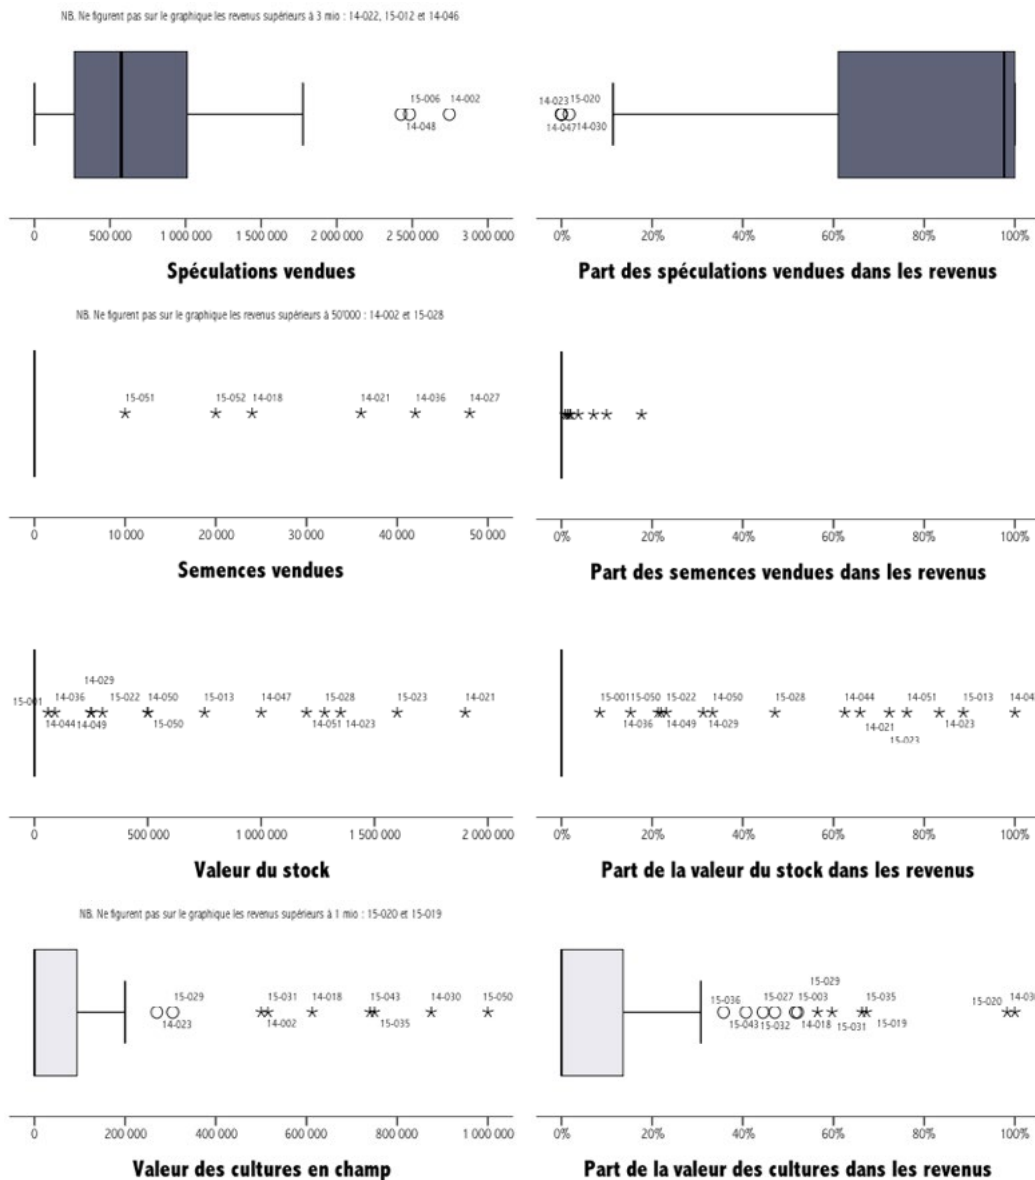 NB. Ne figurent pas sur le graphique les revenus supérieurs à 3 mio : 14-022, 15-012 et 14-046
15-006 14-002
14-048
14-023 15-020
14-047 14-030
0 500 000 1 000 000 1 500 000 2 000 000 2 500 000 3 000 000
0% 20% 40% 60% 80% 100%
Spéculations vendues
Part des spéculations vendues dans les revenus
NB. Ne figurent pas sur le graphique les revenus supérieurs à 50'000 : 14-002 et 15-028
15-051 15-052 14-018 14-021 14-036 14-027
0 10 000 20 000 30 000 40 000 50 000
0% 20% 40% 60% 80% 100%
Semences vendues
Part des semences vendues dans les revenus
14-029
15-001 14-036 15-022 14-050 15-013 14-047 15-028 15-023 14-021
14-044 14-049 15-050 14-051 14-023
15-001 15-050 15-022 14-050 15-028 14-044 14-051 15-013
14-036 14-049 14-029 14-021 14-023
15-023
0 500 000 1 000 000 1 500 000 2 000 000
0% 20% 40% 60% 80% 100%
Valeur du stock
Part de la valeur du stock dans les revenus
NB. Ne figurent pas sur le graphique les revenus supérieurs à 1 mio : 15-020 et 15-019
15-029 15-031 14-018 15-043 14-030 15-050
14-023 14-002 15-035
15-029
15-036 15-027 15-003 15-035 15-020
15-043 15-032 14-018 15-031 15-019
0 200 000 400 000 600 000 800 000 1 000 000
0% 20% 40% 60% 80% 100%
Valeur des cultures en champ
Part de la valeur des cultures dans les revenus